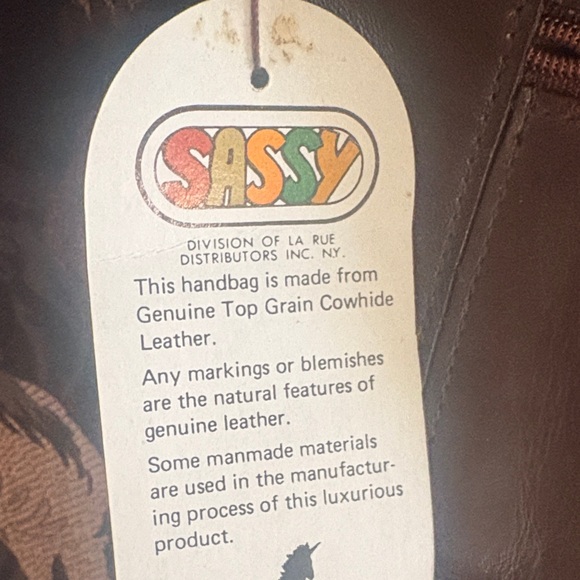 SASSY
DIVISION OF LA RUE
DISTRIBUTORS INC. NY.
This handbag is made from
Genuine Top Grain Cowhide
Leather.
Any markings or blemishes
are the natural features of
genuine leather.
Some manmade materials
are used in the manufactur-
ing process of this luxurious
product.